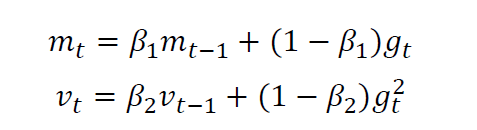 m_t = β_1 m_{t−1} + (1 − β_1)g_t
v_t = β_2 v_{t−1} + (1 − β_2)g_t^2